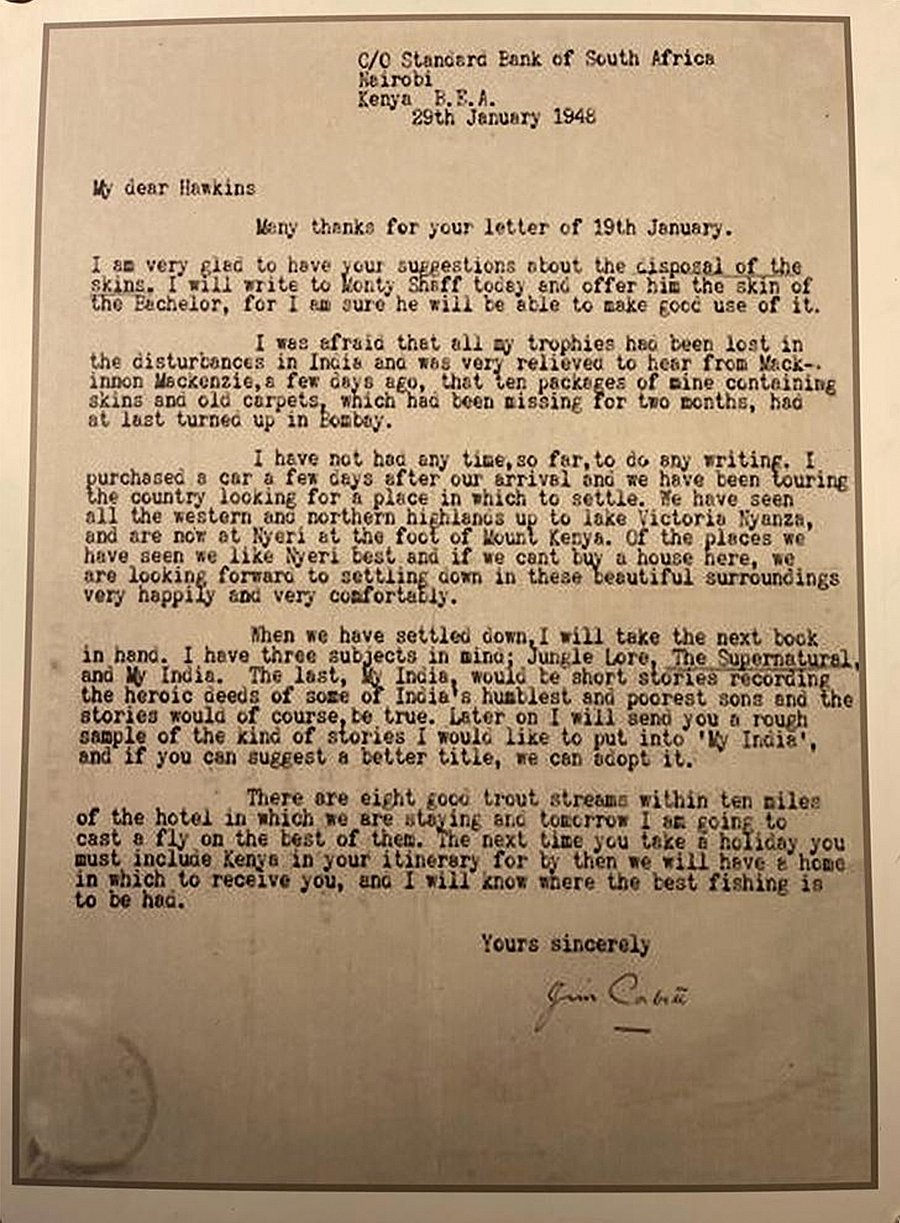 C/O Standard Bank of South Africa
Nairobi
Kenya B.E.A.
29th January 1948
My dear Hawkins
Many thanks for your letter of 19th January.
I am very glad to have your suggestions about the disposal of the
skins. I will write to Monty Shaff today and offer him the skin of
the Bachelor, for I am sure he will be able to make good use of it.
I was afraid that all my trophies had been lost in
the disturbances in India and was very relieved to hear from Mack-
innon Mackenzie, a few days ago, that ten packages of mine containing
skins and old carpets, which had been missing for two months, had
at last turned up in Bombay.
I have not had any time, so far, to do any writing. I
purchased a car a few days after our arrival and we have been touring
the country looking for a place in which to settle. We have seen
all the western and northern highlands up to lake Victoria Nyanza,
and are now at Nyeri at the foot of Mount Kenya. Of the places we
have seen we like Nyeri best and if we cant buy a house here, we
are looking forward to settling down in these beautiful surroundings
very happily and very comfortably.
When we have settled down, I will take the next book
in hand. I have three subjects in mind; Jungle Lore, The Supernatural,
and My India. The last, My India, would be short stories recording
the heroic deeds of some of India's humblest and poorest sons and the
stories would of course, be true. Later on I will send you a rough
sample of the kind of stories I would like to put into 'My India',
and if you can suggest a better title, we can adopt it.
There are eight good trout streams within ten miles
of the hotel in which we are staying and tomorrow I am going to
cast a fly on the best of them. The next time you take a holiday you
must include Kenya in your itinerary for by then we will have a home
in which to receive you, and I will know where the best fishing is
to be had.
Yours sincerely
Jim Corbett